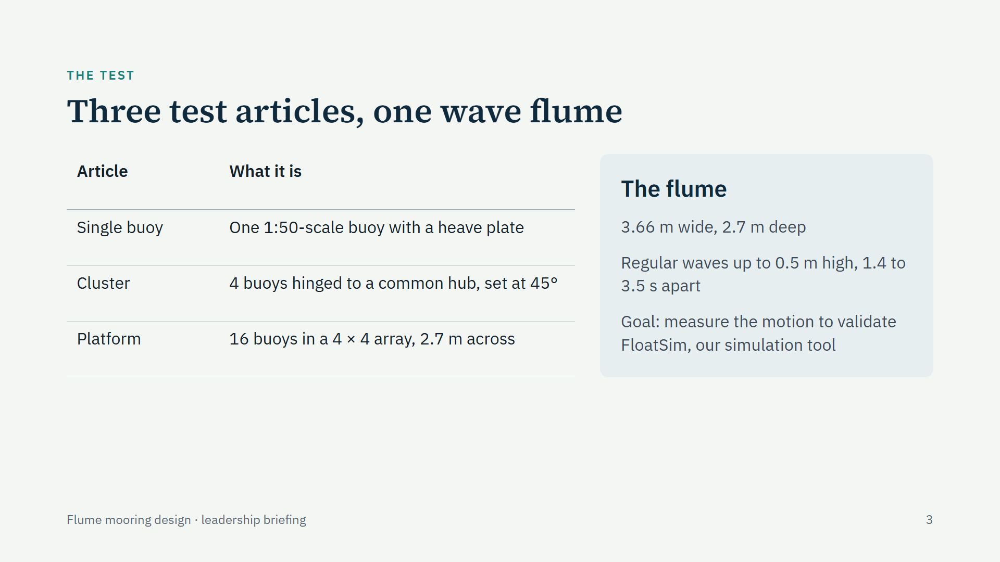 THE TEST
Three test articles, one wave flume
Article What it is
Single buoy One 1:50-scale buoy with a heave plate
Cluster 4 buoys hinged to a common hub, set at 45°
Platform 16 buoys in a 4 × 4 array, 2.7 m across
The flume
3.66 m wide, 2.7 m deep
Regular waves up to 0.5 m high, 1.4 to
3.5 s apart
Goal: measure the motion to validate
FloatSim, our simulation tool
Flume mooring design · leadership briefing
3